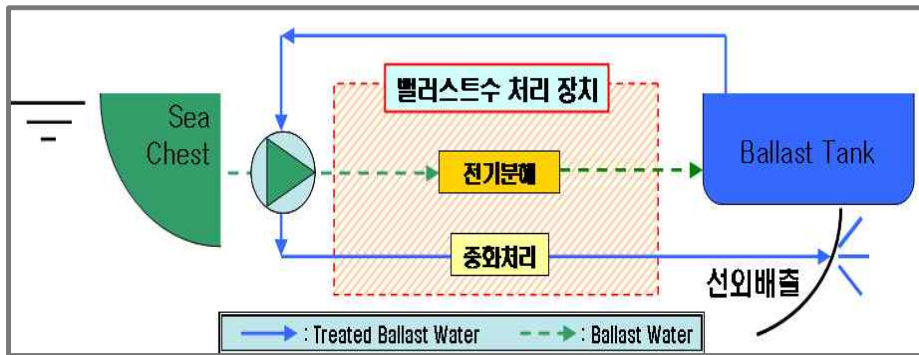 밸러스트수 처리 장치
Sea
Chest
전기분해
Ballast Tank
중화처리
선외배출
: Treated Ballast Water
: Ballast Water